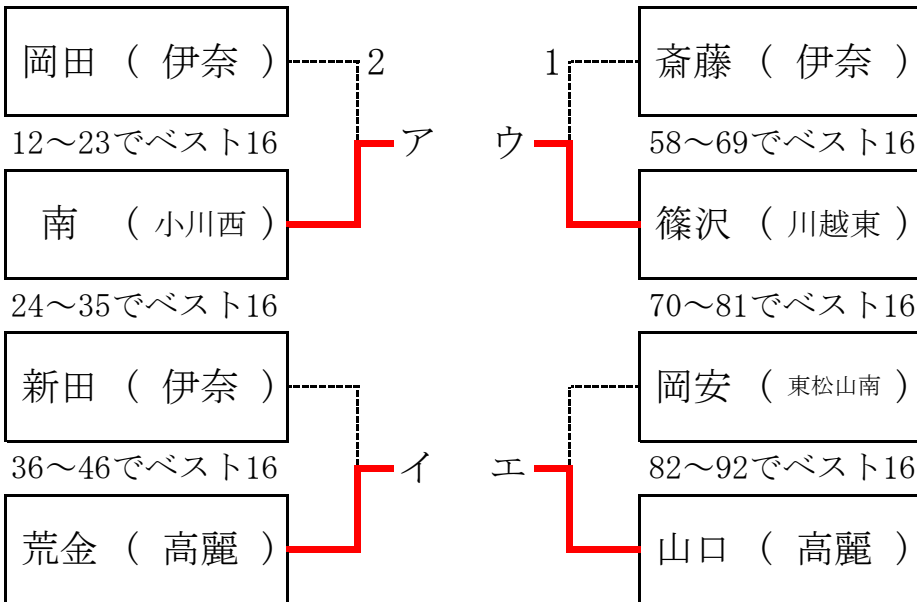 岡田 （ 伊奈 ） 2 1 斎藤 （ 伊奈 ）
12～23でベスト16 ア ウ 58～69でベスト16
南 （ 小川西 ） 篠沢 （ 川越東 ）
24～35でベスト16 70～81でベスト16
新田 （ 伊奈 ） 岡安 （ 東松山南 ）
36～46でベスト16 イ エ 82～92でベスト16
荒金 （ 高麗 ） 山口 （ 高麗 ）